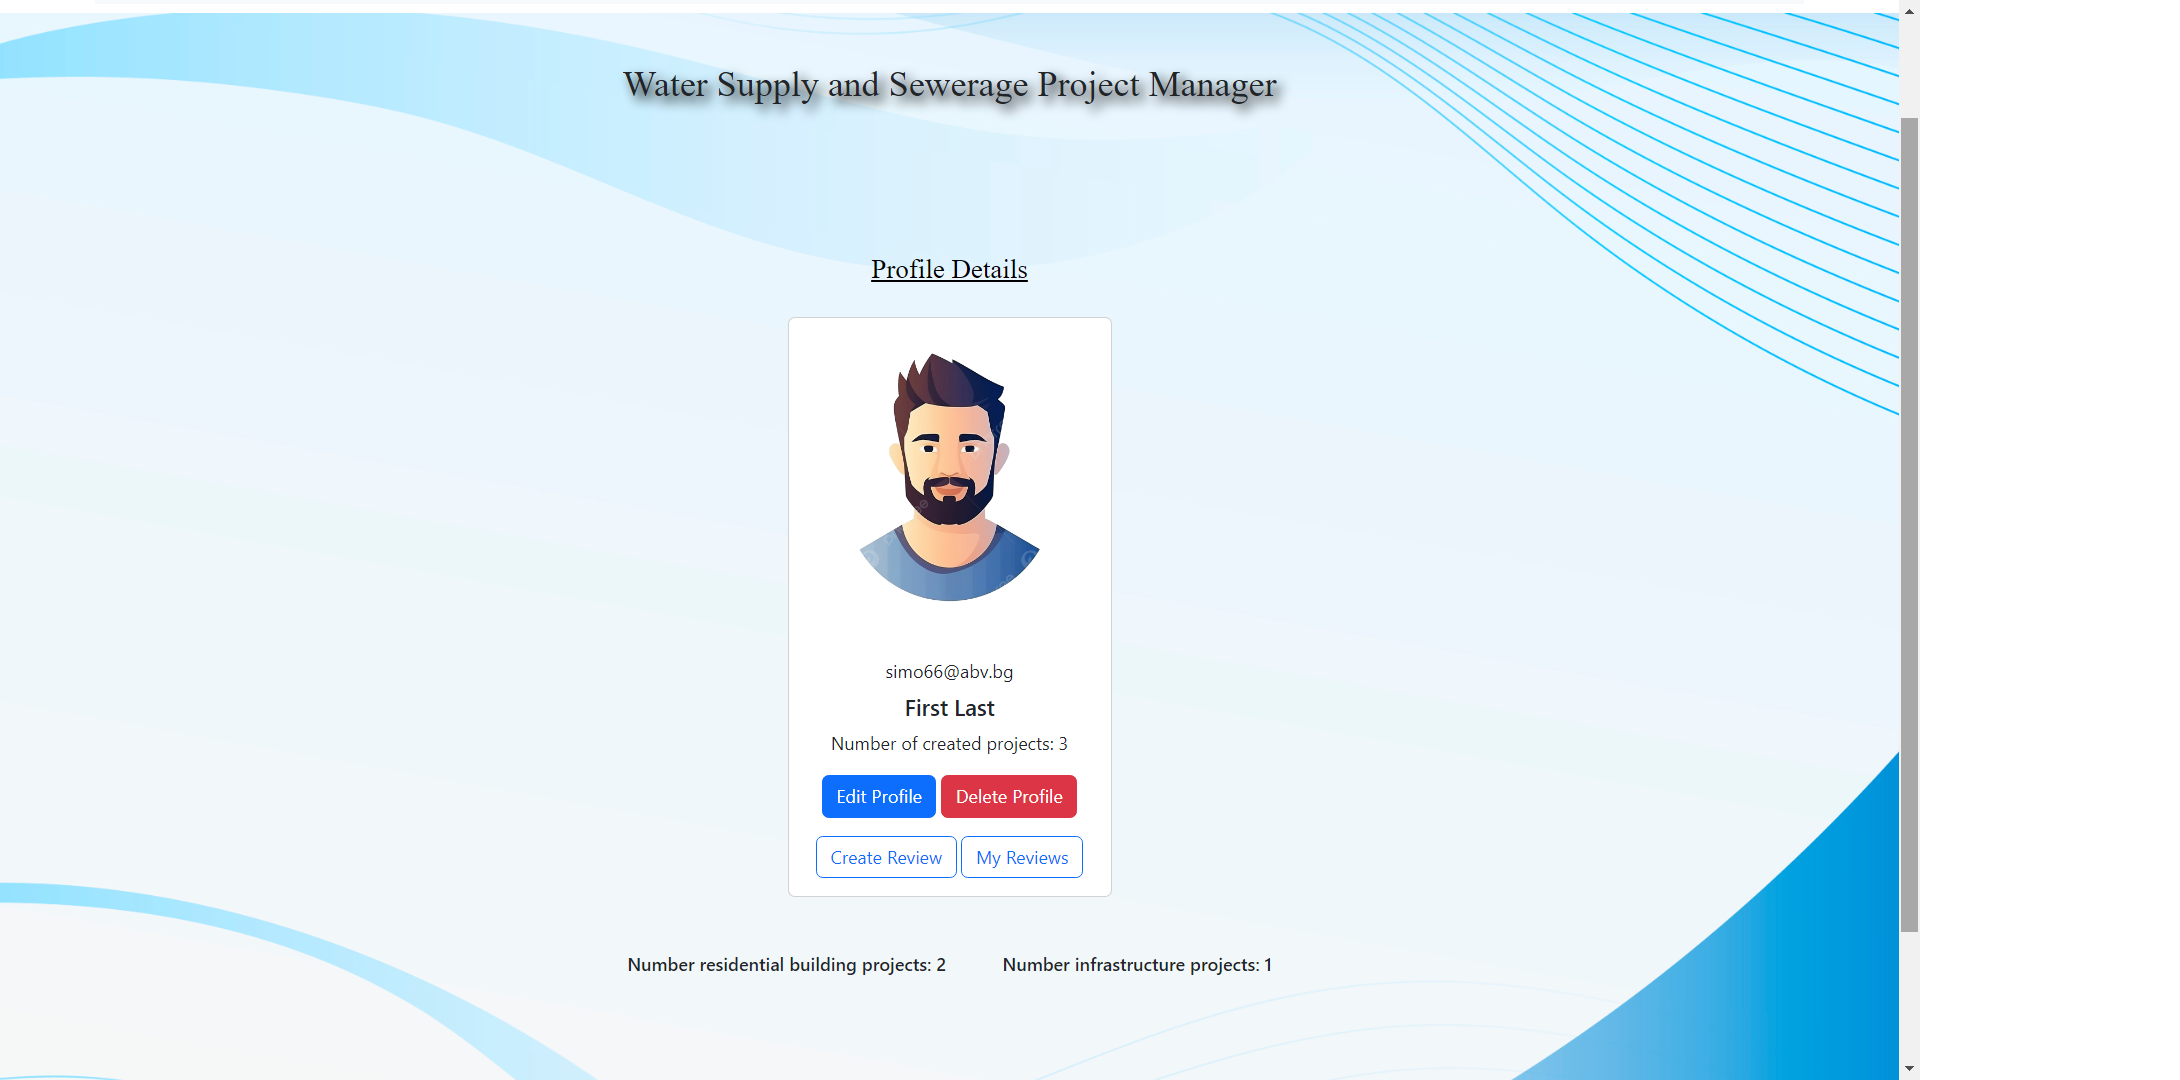 Water Supply and Sewerage Project Manager
Profile Details
simo66@abv.bg
First Last
Number of created projects: 3
Edit Profile Delete Profile
Create Review My Reviews
Number residential building projects: 2 Number infrastructure projects: 1